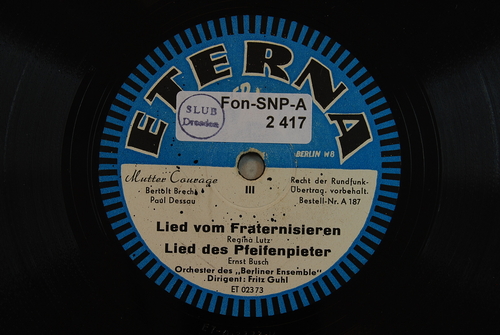 ETERNA
Fon-SNP-A
2 417
SLUB
Dresden
BERLIN W8
Mutter Courage
Bertolt Brecht
Paul Dessau
III
Recht der Rundfunk-
Übertrag. vorbehalt.
Bestell-Nr. A 187
Lied vom Fraternisieren
Regina Lutz
Lied des Pfeifenpieter
Ernst Busch
Orchester des „Berliner Ensemble"
Dirigent: Fritz Guhl
ET 02373